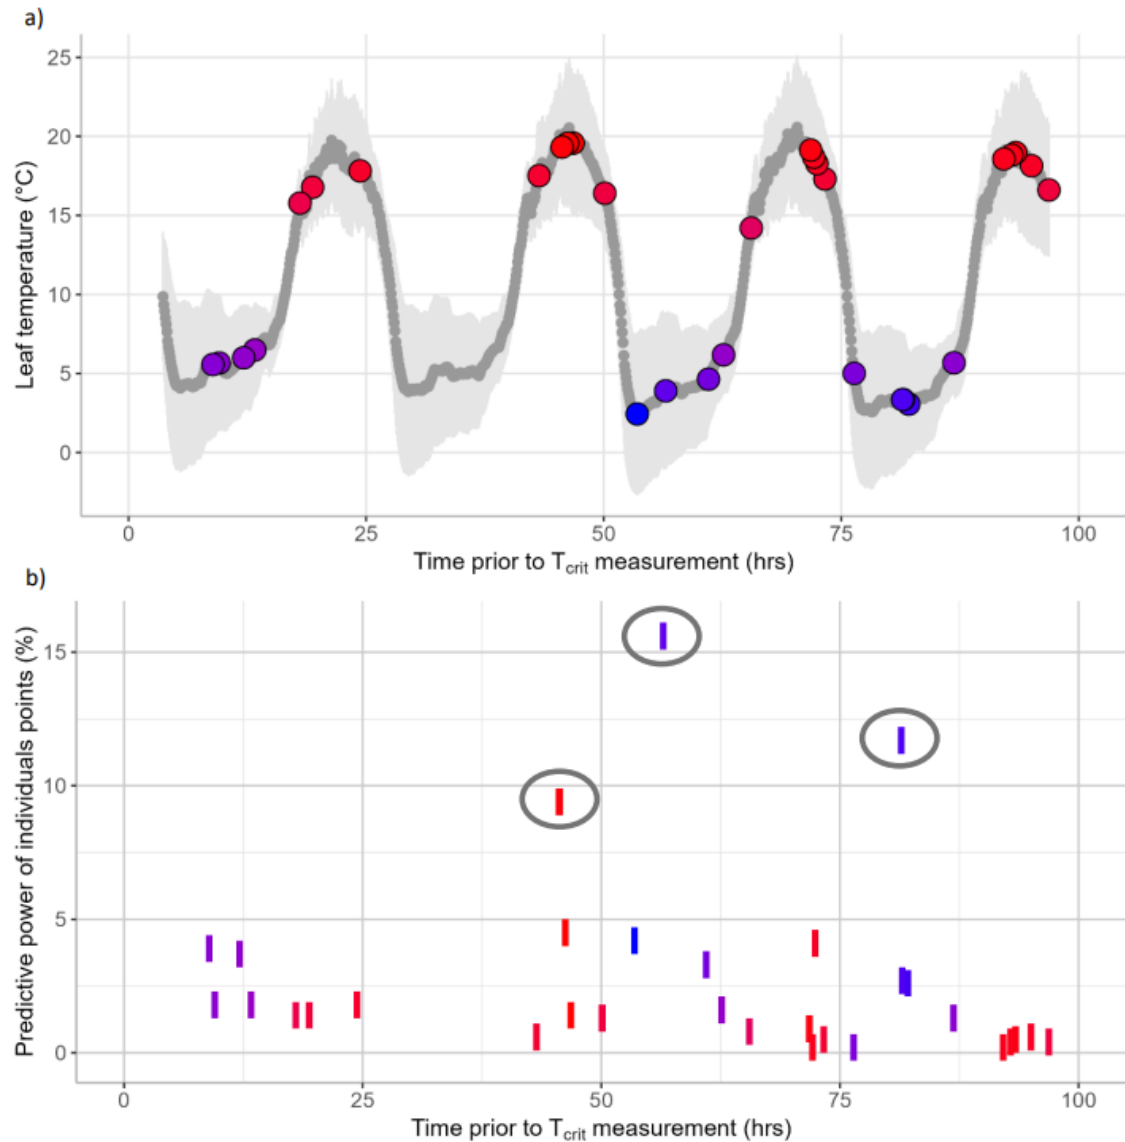 a)
Leaf temperature (°C)
25
20
15
10
5
0
0 25 50 75 100
Time prior to Tcrit measurement (hrs)
b)
Predictive power of individuals points (%)
15
10
5
0
0 25 50 75 100
Time prior to Tcrit measurement (hrs)